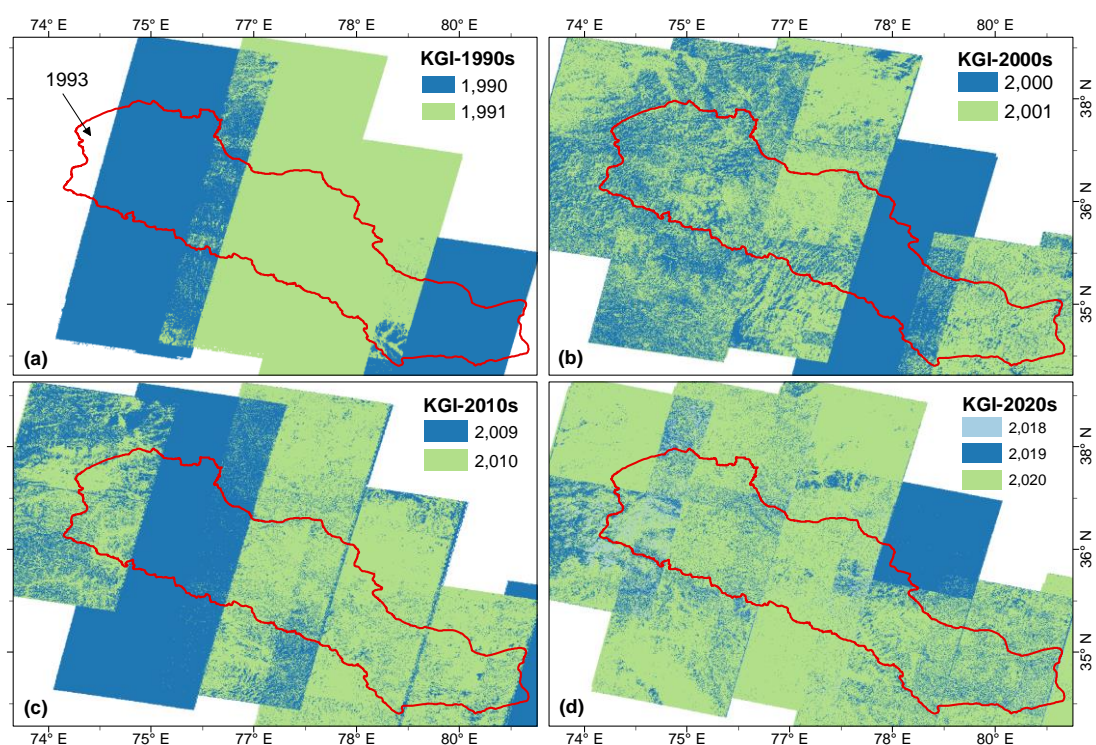 74° E 75° E 77° E 78° E 80° E 74° E 75° E 77° E 78° E 80° E
1993
KGI-1990s
1,990
1,991
(a)
KGI-2000s
2,000
2,001
(b)
38° N
36° N
35° N
KGI-2010s
2,009
2,010
(c)
KGI-2020s
2,018
2,019
2,020
(d)
38° N
36° N
35° N
74° E 75° E 77° E 78° E 80° E 74° E 75° E 77° E 78° E 80° E